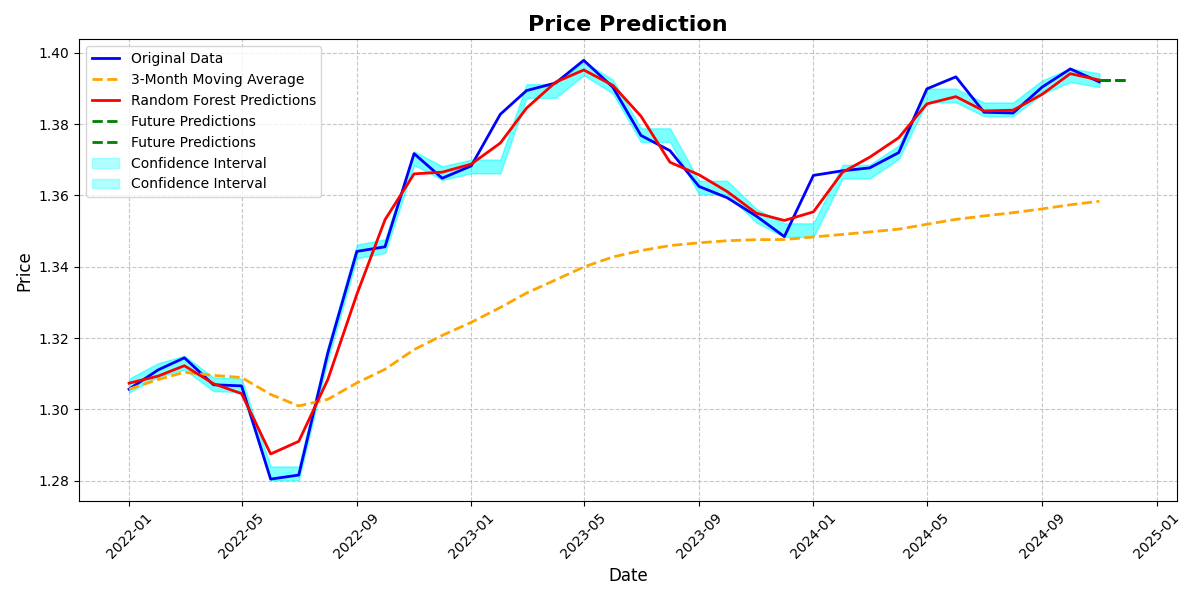 Price Prediction
Original Data
3-Month Moving Average
Random Forest Predictions
Future Predictions
Future Predictions
Confidence Interval
Confidence Interval
Price
1.40
1.38
1.36
1.34
1.32
1.30
1.28
2022-01
2022-05
2022-09
2023-01
2023-05
2023-09
2024-01
2024-05
2024-09
2025-01
Date